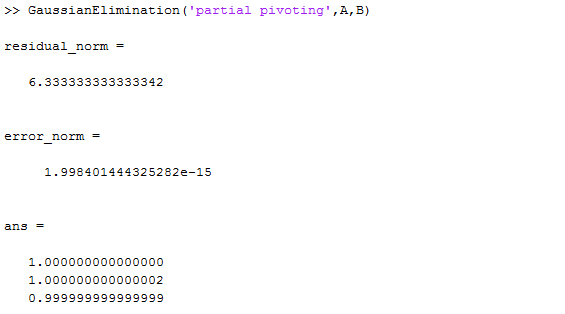 >> GaussianElimination('partial pivoting',A,B)
residual_norm =
6.333333333333342
error_norm =
1.998401444325282e-15
ans =
1.000000000000000
1.000000000000002
0.999999999999999